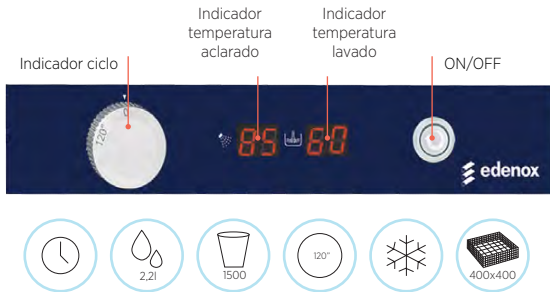 Indicador
temperatura
aclarado
Indicador
temperatura
lavado
Indicador ciclo
ON/OFF
0
120"
85
60
edenox
2,2l
1500
120"
400x400